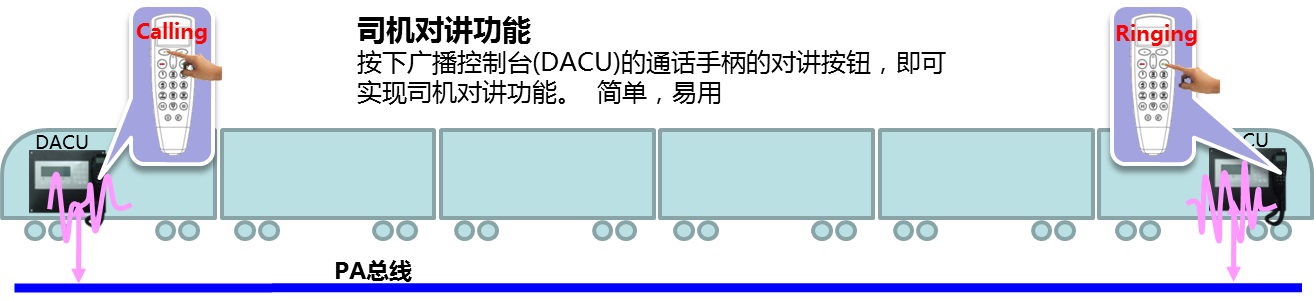 Calling
司机对讲功能
Ringing
按下广播控制台(DACU)的通话手柄的对讲按钮，即可
实现司机对讲功能。 简单，易用
DACU
CU
PA总线